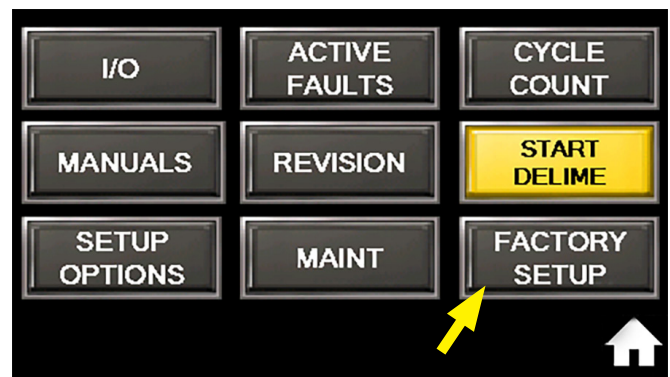 I/O
ACTIVE
FAULTS
CYCLE
COUNT
MANUALS
REVISION
START
DELIME
SETUP
OPTIONS
MAINT
FACTORY
SETUP